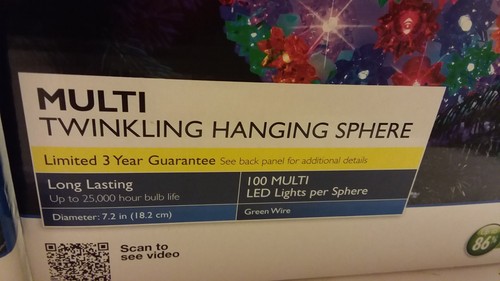 MULTI
TWINKLING HANGING SPHERE
Limited 3 Year Guarantee See back panel for additional details
Long Lasting
Up to 25,000 hour bulb life
Diameter: 7.2 in (18.2 cm)
100 MULTI
LED Lights per Sphere
Green Wire
Scan to
see video
86%